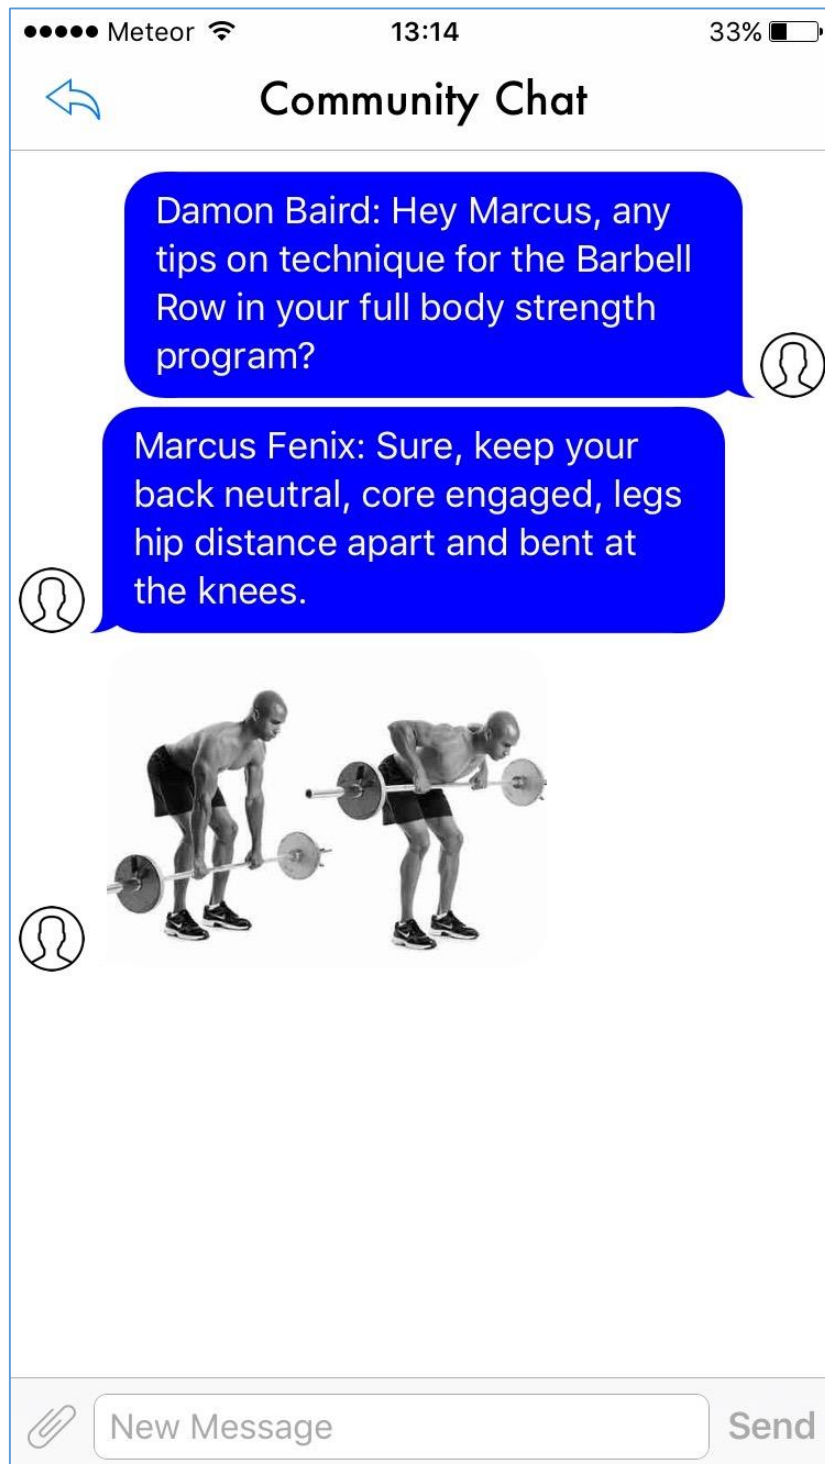 Meteor 13:14 33%
Community Chat
Damon Baird: Hey Marcus, any
tips on technique for the Barbell
Row in your full body strength
program?
Marcus Fenix: Sure, keep your
back neutral, core engaged, legs
hip distance apart and bent at
the knees.
New Message Send